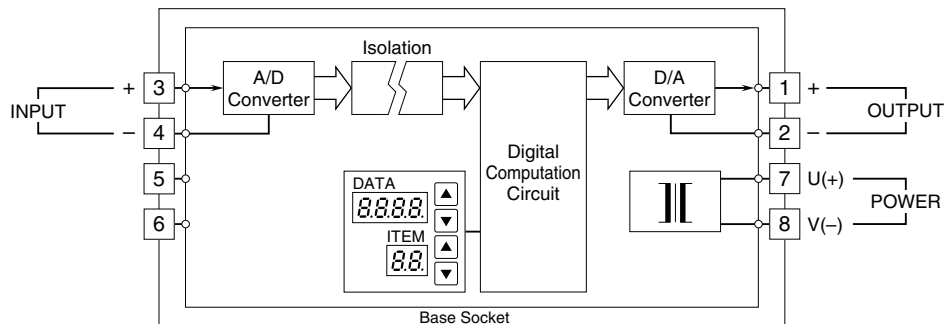 Isolation
A/D
Converter
D/A
Converter
INPUT
+ 3
– 4
5
6
1 +
2 –
OUTPUT
7 U(+)
8 V(–)
POWER
Digital
Computation
Circuit
DATA
8.8.8.8.
ITEM
8.8.
Base Socket